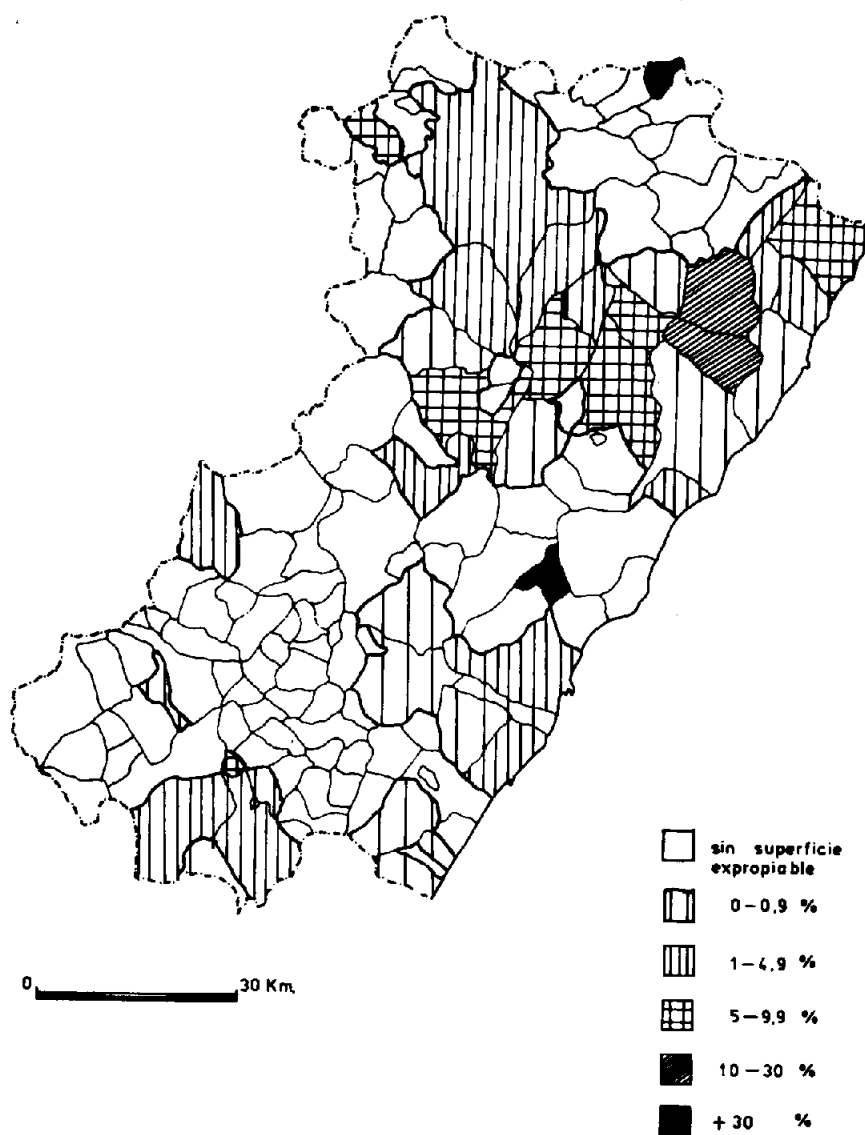 sin superficie
expropiable
0-0,9 %
1-4,9 %
5-9,9 %
10-30 %
+30 %
0 30 Km.